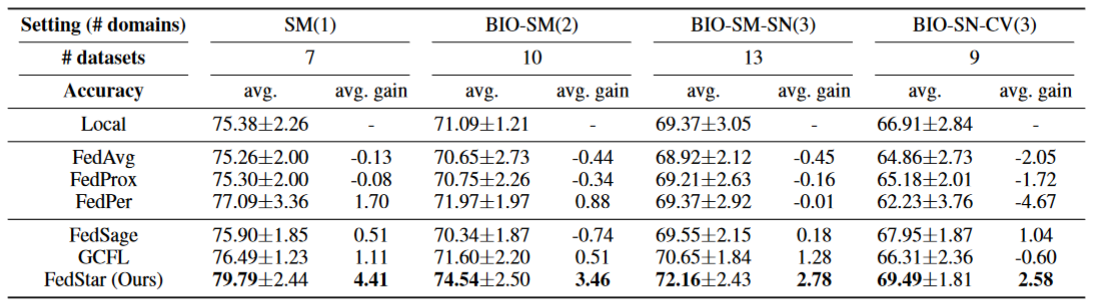 Setting (# domains) SM(1) BIO-SM(2) BIO-SM-SN(3) BIO-SN-CV(3)
# datasets 7 10 13 9
Accuracy avg. avg. gain avg. avg. gain avg. avg. gain avg. avg. gain
Local 75.38±2.26 - 71.09±1.21 - 69.37±3.05 - 66.91±2.84 -
FedAvg 75.26±2.00 -0.13 70.65±2.73 -0.44 68.92±2.12 -0.45 64.86±2.73 -2.05
FedProx 75.30±2.00 -0.08 70.75±2.26 -0.34 69.21±2.63 -0.16 65.18±2.01 -1.72
FedPer 77.09±3.36 1.70 71.97±1.97 0.88 69.37±2.92 -0.01 62.23±3.76 -4.67
FedSage 75.90±1.85 0.51 70.34±1.87 -0.74 69.55±2.15 0.18 67.95±1.87 1.04
GCFL 76.49±1.23 1.11 71.60±2.20 0.51 70.65±1.84 1.28 66.31±2.36 -0.60
FedStar (Ours) 79.79±2.44 4.41 74.54±2.50 3.46 72.16±2.43 2.78 69.49±1.81 2.58